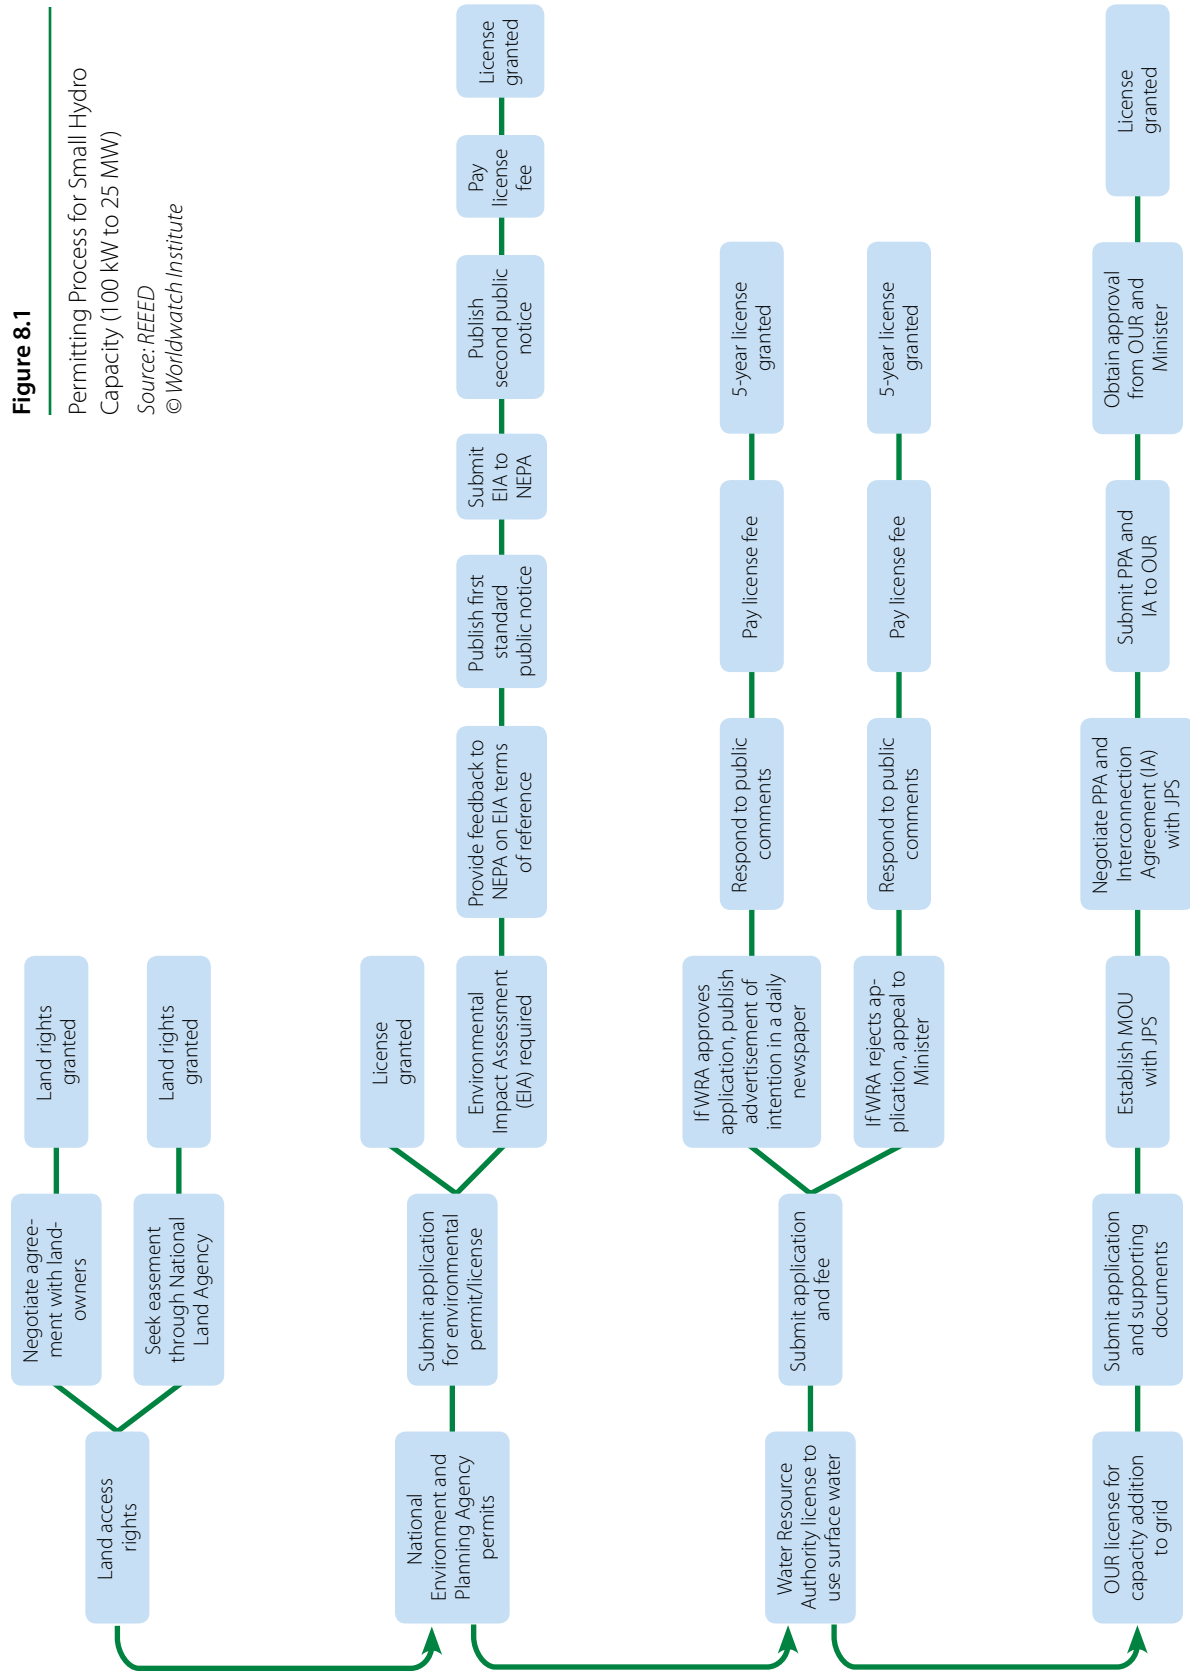 Figure 8.1
Permitting Process for Small Hydro
Capacity (100 kW to 25 MW)
Source: REEED
© Worldwatch Institute
Land access
rights
Negotiate agree-
ment with land-
owners
Land rights
granted
Seek easement
through National
Land Agency
Land rights
granted
National
Environment and
Planning Agency
permits
Submit application
for environmental
permit/license
License
granted
Environmental
Impact Assessment
(EIA) required
Provide feedback to
NEPA on EIA terms
of reference
Publish first
standard
public notice
Submit
EIA to
NEPA
Publish
second public
notice
Pay
license
fee
License
granted
Water Resource
Authority license to
use surface water
Submit application
and fee
If WRA approves
application, publish
advertisement of
intention in a daily
newspaper
Respond to public
comments
Pay license fee
5-year license
granted
If WRA rejects ap-
plication, appeal to
Minister
Respond to public
comments
Pay license fee
5-year license
granted
OUR license for
capacity addition
to grid
Submit application
and supporting
documents
Establish MOU
with JPS
Negotiate PPA and
Interconnection
Agreement (IA)
with JPS
Submit PPA and
IA to OUR
Obtain approval
from OUR and
Minister
License
granted